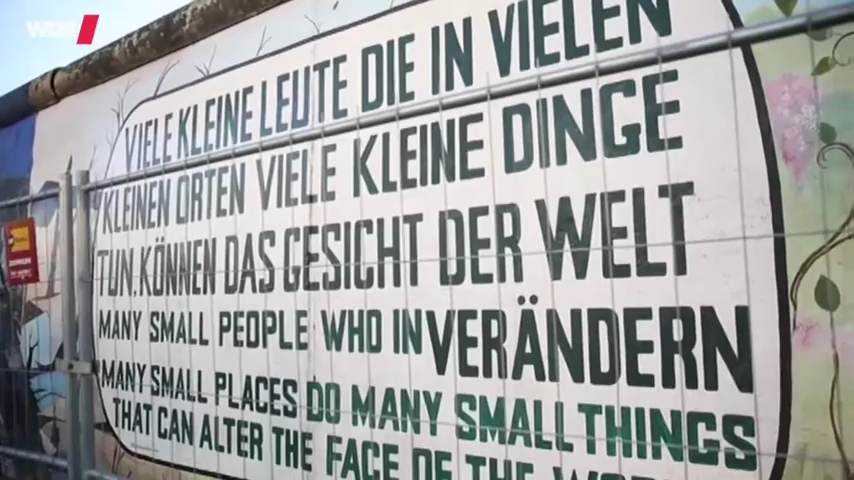 WDR
VIELE KLEINE LEUTE DIE IN VIELEN
KLEINEN ORTEN VIELE KLEINE DINGE
TUN, KÖNNEN DAS GESICHT DER WELT
VERÄNDERN
MANY SMALL PEOPLE WHO IN
MANY SMALL PLACES DO MANY SMALL THINGS
THAT CAN ALTER THE FACE OF THE